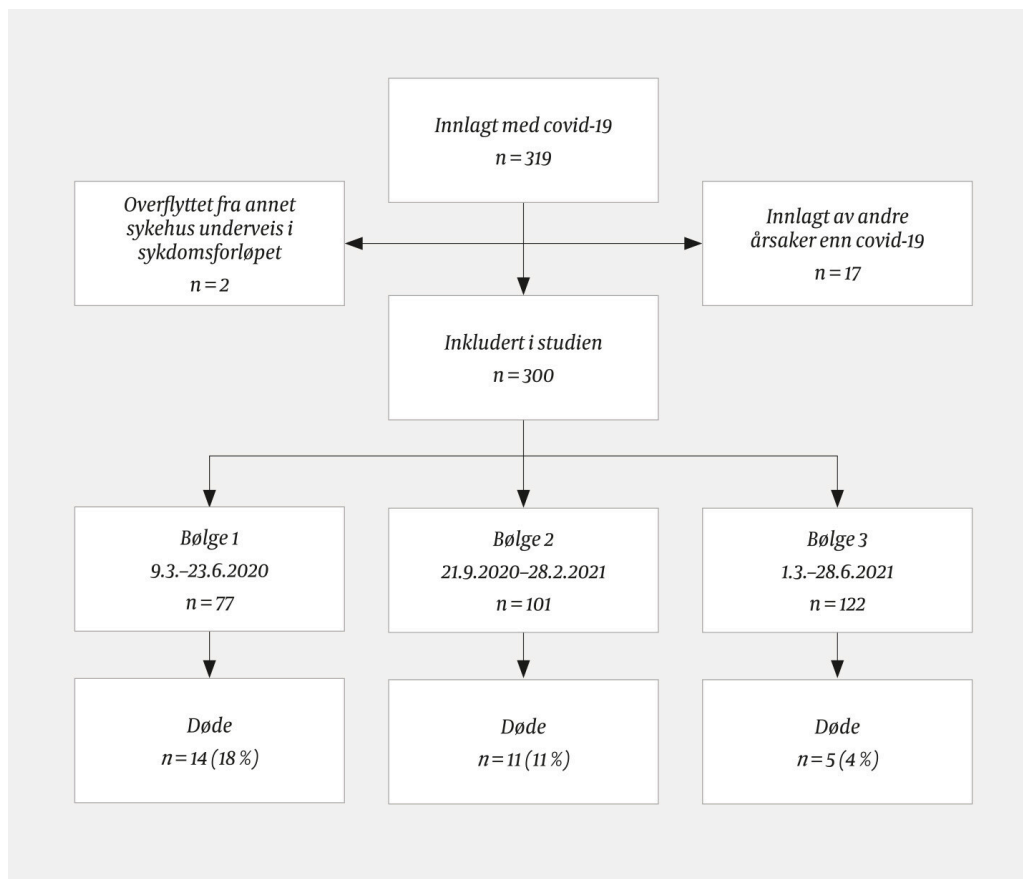 Innlagt med covid-19
n = 319
Overflyttet fra annet
sykehus underveis i
sykdomsforløpet
n = 2
Innlagt av andre
årsaker enn covid-19
n = 17
Inkludert i studien
n = 300
Bølge 1
9.3.–23.6.2020
n = 77
Bølge 2
21.9.2020–28.2.2021
n = 101
Bølge 3
1.3.–28.6.2021
n = 122
Døde
n = 14 (18 %)
Døde
n = 11 (11 %)
Døde
n = 5 (4 %)